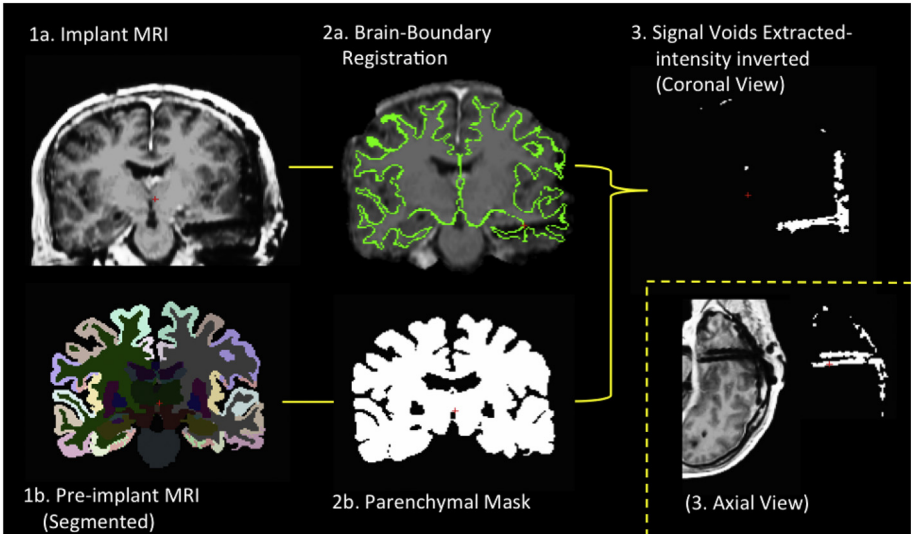 1a. Implant MRI
2a. Brain-Boundary
Registration
3. Signal Voids Extracted-
intensity inverted
(Coronal View)
1b. Pre-implant MRI
(Segmented)
2b. Parenchymal Mask
(3. Axial View)